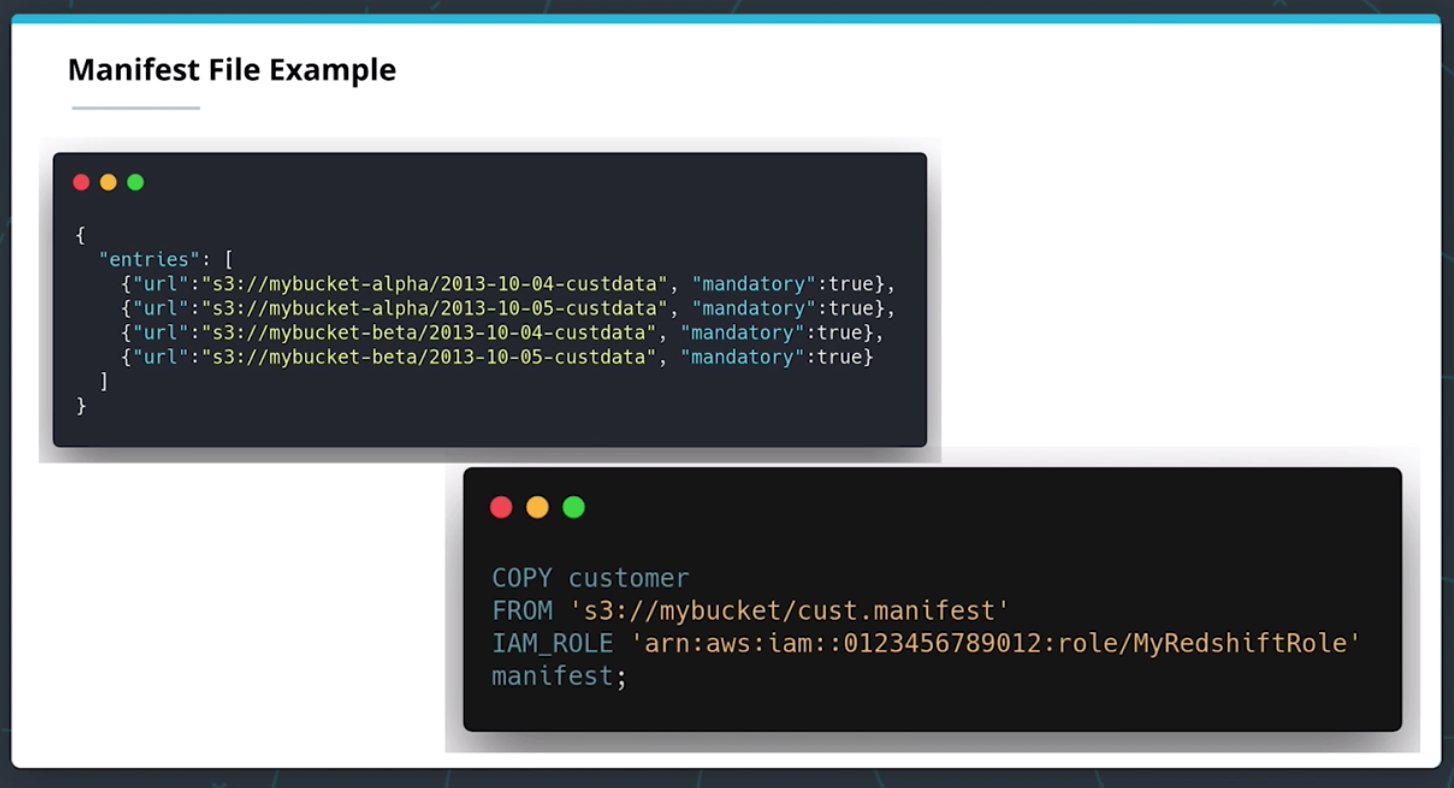 Manifest File Example
{
  "entries": [
    {"url":"s3://mybucket-alpha/2013-10-04-custdata", "mandatory":true},
    {"url":"s3://mybucket-alpha/2013-10-05-custdata", "mandatory":true},
    {"url":"s3://mybucket-beta/2013-10-04-custdata", "mandatory":true},
    {"url":"s3://mybucket-beta/2013-10-05-custdata", "mandatory":true}
  ]
}
COPY customer
FROM 's3://mybucket/cust.manifest'
IAM_ROLE 'arn:aws:iam::0123456789012:role/MyRedshiftRole'
manifest;